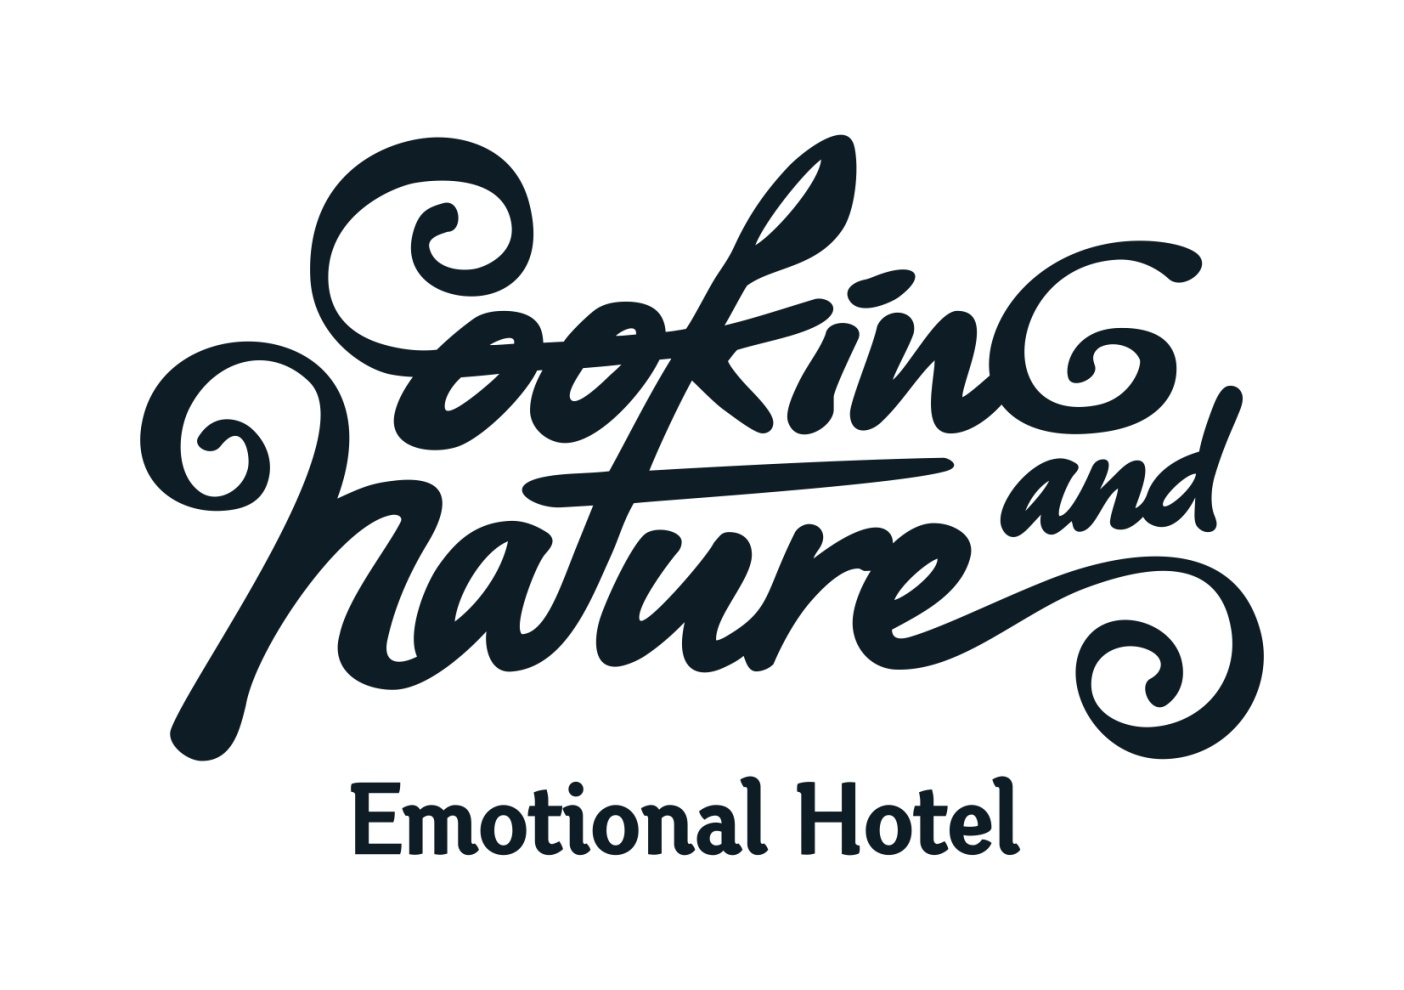 Cooking
and
nature
Emotional Hotel